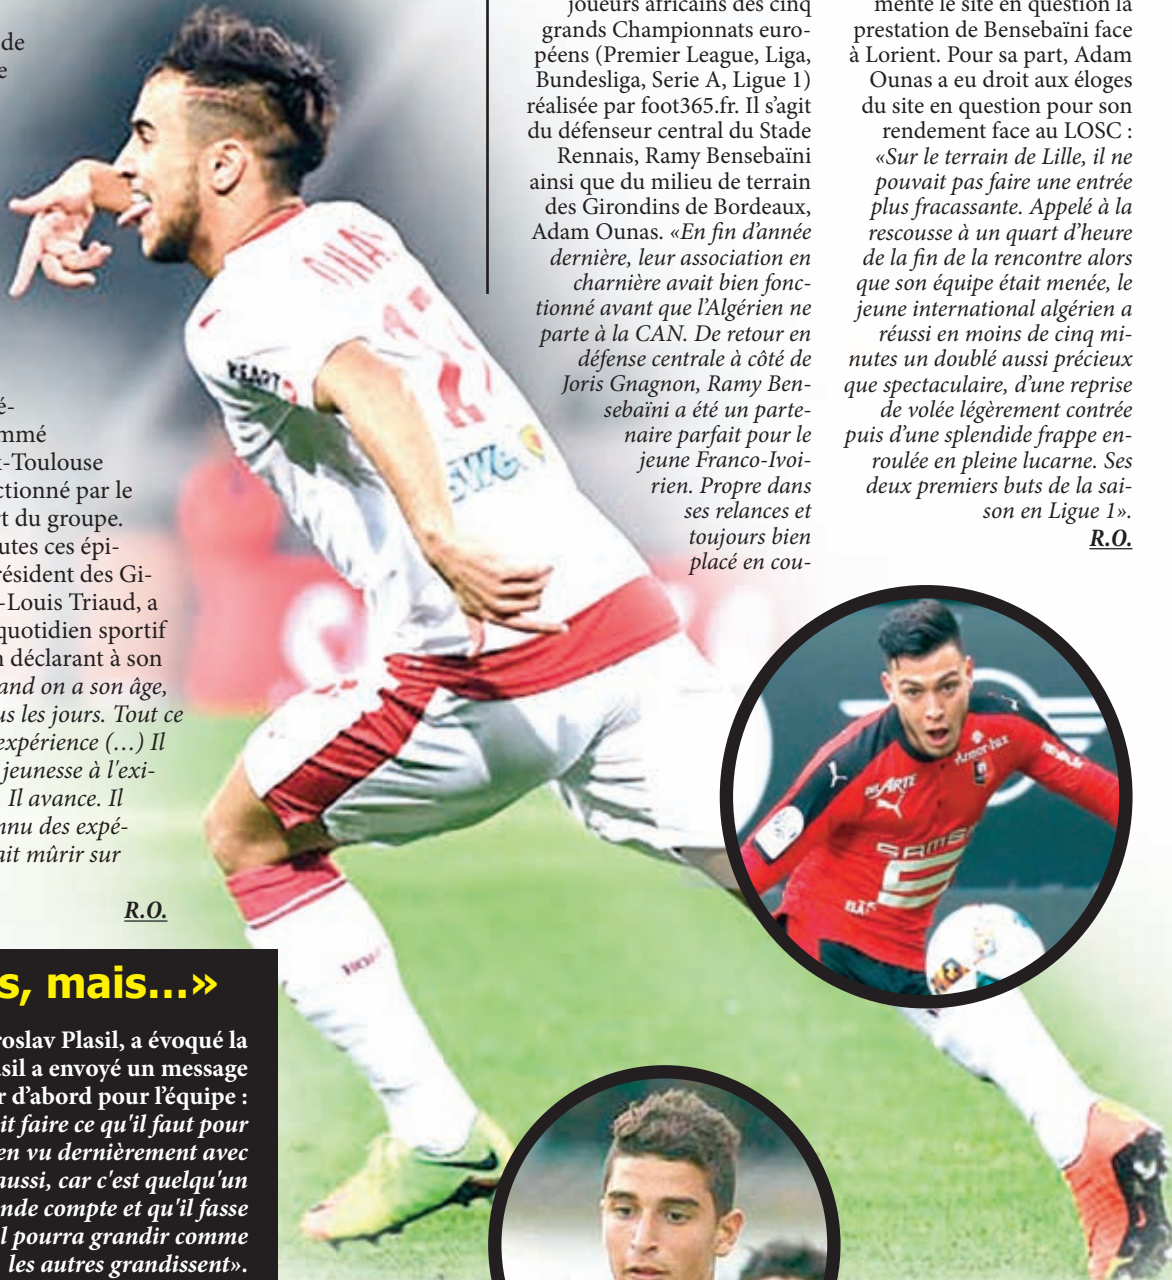 de
e
é-
mmé
x-Toulouse
ctionné par le
rt du groupe.
utes ces épi-
résident des Gi-
-Louis Triaud, a
quotidien sportif
n déclarant à son
and on a son âge,
us les jours. Tout ce
expérience (…) Il
jeunesse à l'exi-
. Il avance. Il
nnu des expé-
ait mûrir sur
R.O.
s, mais…»
roslav Plasil, a évoqué la
asil a envoyé un message
r d’abord pour l’équipe :
it faire ce qu'il faut pour
en vu dernièrement avec
aussi, car c'est quelqu'un
nde compte et qu'il fasse
l pourra grandir comme
les autres grandissent».
joueurs africains des cinq
grands Championnats euro-
péens (Premier League, Liga,
Bundesliga, Serie A, Ligue 1)
réalisée par foot365.fr. Il s’agit
du défenseur central du Stade
Rennais, Ramy Bensebaïni
ainsi que du milieu de terrain
des Girondins de Bordeaux,
Adam Ounas. «En fin d’année
dernière, leur association en
charnière avait bien fonc-
tionné avant que l’Algérien ne
parte à la CAN. De retour en
défense centrale à côté de
Joris Gnagnon, Ramy Ben-
sebaïni a été un parte-
naire parfait pour le
jeune Franco-Ivoi-
rien. Propre dans
ses relances et
toujours bien
placé en cou-
mente le site en question la
prestation de Bensebaïni face
à Lorient. Pour sa part, Adam
Ounas a eu droit aux éloges
du site en question pour son
rendement face au LOSC :
«Sur le terrain de Lille, il ne
pouvait pas faire une entrée
plus fracassante. Appelé à la
rescousse à un quart d’heure
de la fin de la rencontre alors
que son équipe était menée, le
jeune international algérien a
réussi en moins de cinq mi-
nutes un doublé aussi précieux
que spectaculaire, d’une reprise
de volée légèrement contrée
puis d’une splendide frappe en-
roulée en pleine lucarne. Ses
deux premiers buts de la sai-
son en Ligue 1».
R.O.
OUNAS
SWG
Armor-lux
DEL ARTE
SAMSIC